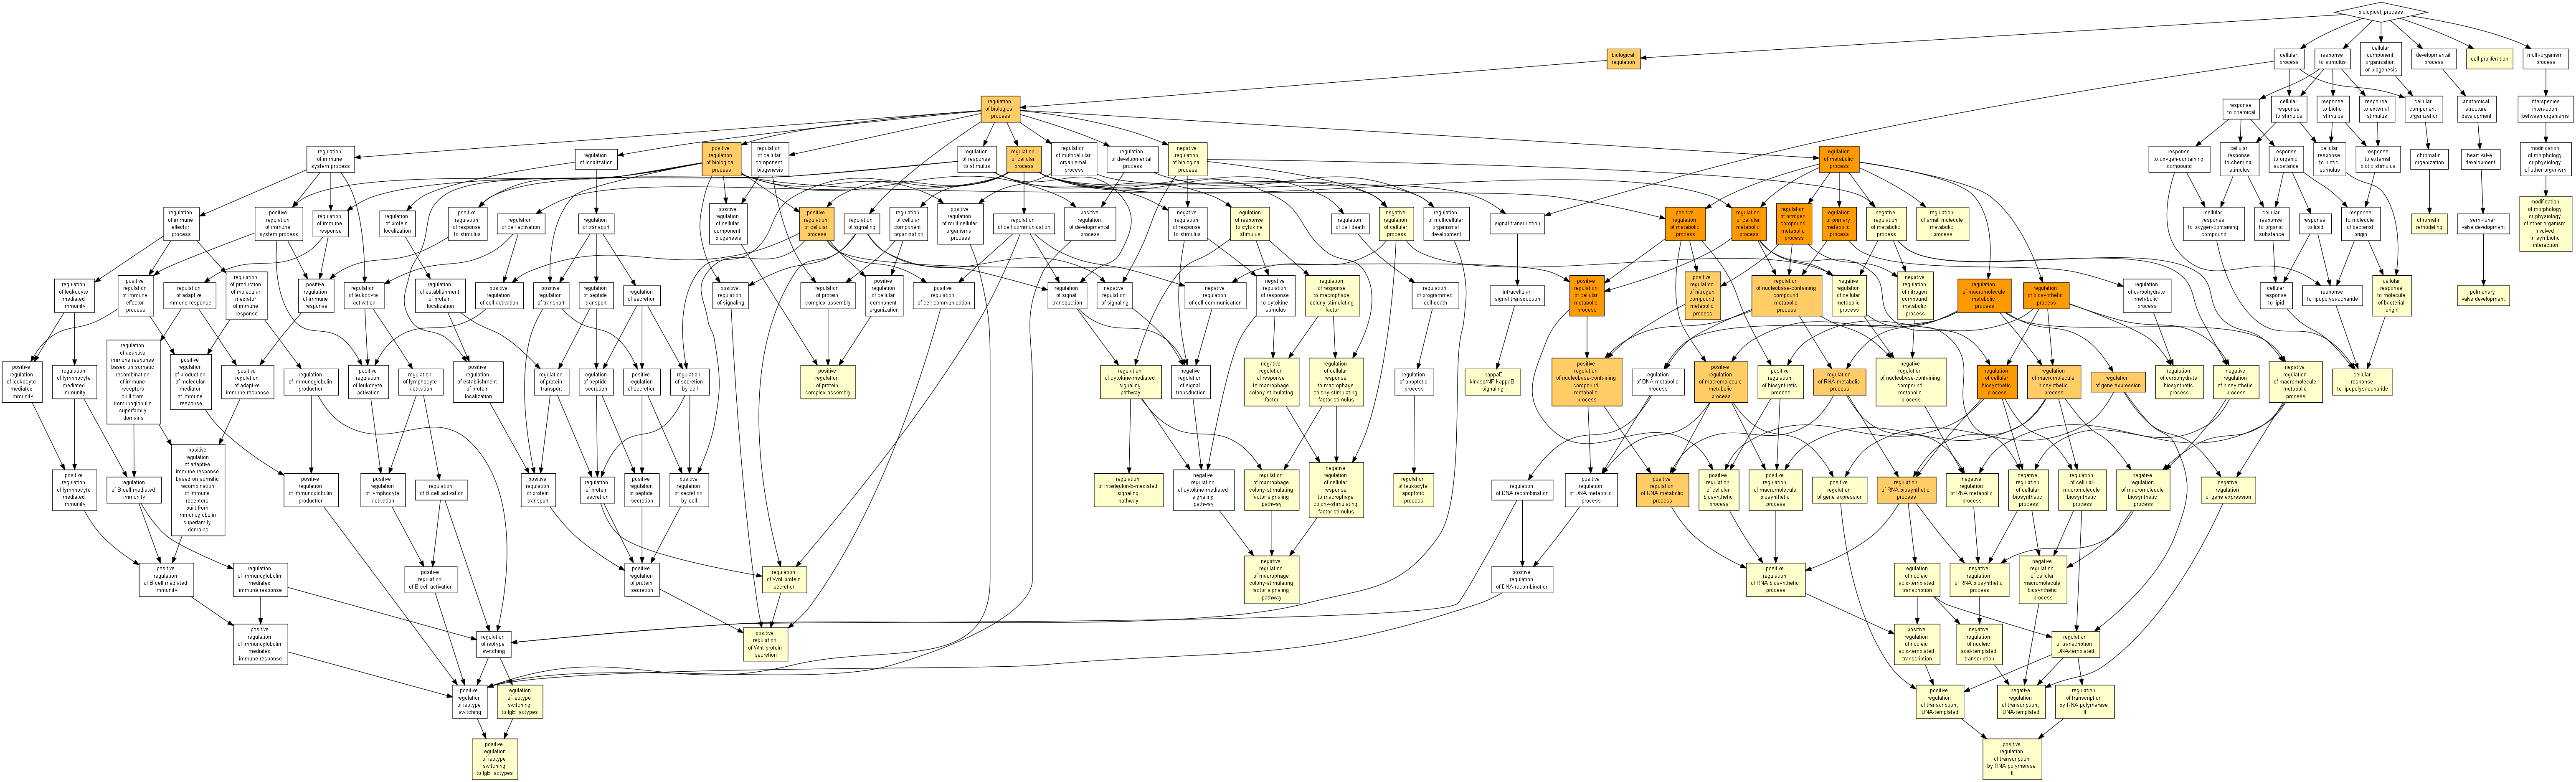 biological_process
biological
regulation
cellular
process
response
to stimulus
cellular
component
organization
or biogenesis
developmental
process
cell proliferation
multi-organism
process
regulation
of biological
process
response
to chemical
cellular
response
to stimulus
response
to biotic
stimulus
response
to external
stimulus
cellular
component
organization
anatomical
structure
development
interspecies
interaction
between organisms
regulation
of immune
system process
regulation
of localization
positive
regulation
of biological
process
regulation
of cellular
component
biogenesis
regulation
of response
to stimulus
regulation
of cellular
process
regulation
of multicellular
organismal
process
regulation
of developmental
process
negative
regulation
of biological
process
regulation
of metabolic
process
response
to oxygen-containing
compound
cellular
response
to chemical
stimulus
response
to organic
substance
cellular
response
to biotic
stimulus
response
to external
biotic stimulus
chromatin
organization
heart valve
development
modification
of morphology
or physiology
of other organism
regulation
of immune
effector
process
positive
regulation
of immune
system process
regulation
of immune
response
regulation
of protein
localization
positive
regulation
of response
to stimulus
regulation
of cell activation
regulation
of transport
positive
regulation
of cellular
component
biogenesis
positive
regulation
of cellular
process
regulation
of signaling
regulation
of cellular
component
organization
positive
regulation
of multicellular
organismal
process
regulation
of cell communication
positive
regulation
of developmental
process
negative
regulation
of response
to stimulus
regulation
of response
to cytokine
stimulus
regulation
of cell death
negative
regulation
of cellular
process
regulation
of multicellular
organismal
development
signal transduction
positive
regulation
of metabolic
process
regulation
of cellular
metabolic
process
regulation
of nitrogen
compound
metabolic
process
regulation
of primary
metabolic
process
negative
regulation
of metabolic
process
regulation
of small molecule
metabolic
process
cellular
response
to oxygen-containing
compound
cellular
response
to organic
substance
response
to lipid
response
to molecule
of bacterial
origin
chromatin
remodeling
semi-lunar
valve
development
modification
of morphology
or physiology
of other organism
involved
in symbiotic
interaction
regulation
of leukocyte
mediated
immunity
positive
regulation
of immune
effector
process
regulation
of adaptive
immune response
regulation
of production
of molecular
mediator
of immune
response
positive
regulation
of immune
response
regulation
of leukocyte
activation
regulation
of establishment
of protein
localization
positive
regulation
of cell activation
positive
regulation
of transport
regulation
of peptide
transport
regulation
of secretion
positive
regulation
of signaling
regulation
of protein
complex assembly
positive
regulation
of cellular
component
organization
positive
regulation
of cell communication
regulation
of signal
transduction
negative
regulation
of signaling
negative
regulation
of cell communication
negative
regulation
of response
to cytokine
stimulus
regulation
of response
to macrophage
colony-stimulating
factor
regulation
of programmed
cell death
intracellular
signal transduction
positive
regulation
of cellular
metabolic
process
positive
regulation
of nitrogen
compound
metabolic
process
regulation
of nucleobase-containing
compound
metabolic
process
negative
regulation
of cellular
metabolic
process
negative
regulation
of nitrogen
compound
metabolic
process
regulation
of macromolecule
metabolic
process
regulation
of biosynthetic
process
regulation
of carbohydrate
metabolic
process
cellular
response
to lipid
response
to lipopolysaccharide
cellular
response
to molecule
of bacterial
origin
pulmonary
valve development
positive
regulation
of leukocyte
mediated
immunity
regulation
of lymphocyte
mediated
immunity
regulation
of adaptive
immune response
based on somatic
recombination
of immune
receptors
built from
immunoglobulin
superfamily
domains
positive
regulation
of production
of molecular
mediator
of immune
response
positive
regulation
of adaptive
immune response
regulation
of immunoglobulin
production
positive
regulation
of leukocyte
activation
regulation
of lymphocyte
activation
positive
regulation
of establishment
of protein
localization
regulation
of protein
transport
regulation
of peptide
secretion
positive
regulation
of secretion
regulation
of secretion
by cell
positive
regulation
of protein
complex assembly
regulation
of cytokine-mediated
signaling
pathway
negative
regulation
of signal
transduction
negative
regulation
of response
to macrophage
colony-stimulating
factor
regulation
of cellular
response
to macrophage
colony-stimulating
factor stimulus
regulation
of apoptotic
process
I-kappaB
kinase/NF-kappaB
signaling
positive
regulation
of nucleobase-containing
compound
metabolic
process
regulation
of DNA metabolic
process
positive
regulation
of macromolecule
metabolic
process
positive
regulation
of biosynthetic
process
regulation
of RNA metabolic
process
negative
regulation
of nucleobase-containing
compound
metabolic
process
regulation
of cellular
biosynthetic
process
regulation
of macromolecule
biosynthetic
process
regulation
of gene expression
regulation
of carbohydrate
biosynthetic
process
negative
regulation
of biosynthetic
process
negative
regulation
of macromolecule
metabolic
process
cellular
response
to lipopolysaccharide
positive
regulation
of lymphocyte
mediated
immunity
regulation
of B cell mediated
immunity
positive
regulation
of adaptive
immune response
based on somatic
recombination
of immune
receptors
built from
immunoglobulin
superfamily
domains
positive
regulation
of immunoglobulin
production
positive
regulation
of lymphocyte
activation
regulation
of B cell activation
positive
regulation
of protein
transport
regulation
of protein
secretion
positive
regulation
of peptide
secretion
positive
regulation
of secretion
by cell
regulation
of interleukin-6-mediated
signaling
pathway
negative
regulation
of cytokine-mediated
signaling
pathway
regulation
of macrophage
colony-stimulating
factor signaling
pathway
negative
regulation
of cellular
response
to macrophage
colony-stimulating
factor stimulus
regulation
of leukocyte
apoptotic
process
regulation
of DNA recombination
positive
regulation
of DNA metabolic
process
positive
regulation
of RNA metabolic
process
positive
regulation
of cellular
biosynthetic
process
positive
regulation
of macromolecule
biosynthetic
process
positive
regulation
of gene expression
regulation
of RNA biosynthetic
process
negative
regulation
of RNA metabolic
process
negative
regulation
of cellular
biosynthetic
process
regulation
of cellular
macromolecule
biosynthetic
process
negative
regulation
of macromolecule
biosynthetic
process
negative
regulation
of gene expression
positive
regulation
of B cell mediated
immunity
regulation
of immunoglobulin
mediated
immune response
positive
regulation
of B cell activation
positive
regulation
of protein
secretion
regulation
of Wnt protein
secretion
negative
regulation
of macrophage
colony-stimulating
factor signaling
pathway
positive
regulation
of DNA recombination
positive
regulation
of RNA biosynthetic
process
regulation
of nucleic
acid-templated
transcription
negative
regulation
of RNA biosynthetic
process
negative
regulation
of cellular
macromolecule
biosynthetic
process
positive
regulation
of immunoglobulin
mediated
immune response
regulation
of isotype
switching
positive
regulation
of Wnt protein
secretion
positive
regulation
of nucleic
acid-templated
transcription
negative
regulation
of nucleic
acid-templated
transcription
regulation
of transcription,
DNA-templated
positive
regulation
of isotype
switching
regulation
of isotype
switching
to IgE isotypes
positive
regulation
of transcription,
DNA-templated
negative
regulation
of transcription,
DNA-templated
regulation
of transcription
by RNA polymerase
II
positive
regulation
of isotype
switching
to IgE isotypes
positive
regulation
of transcription
by RNA polymerase
II